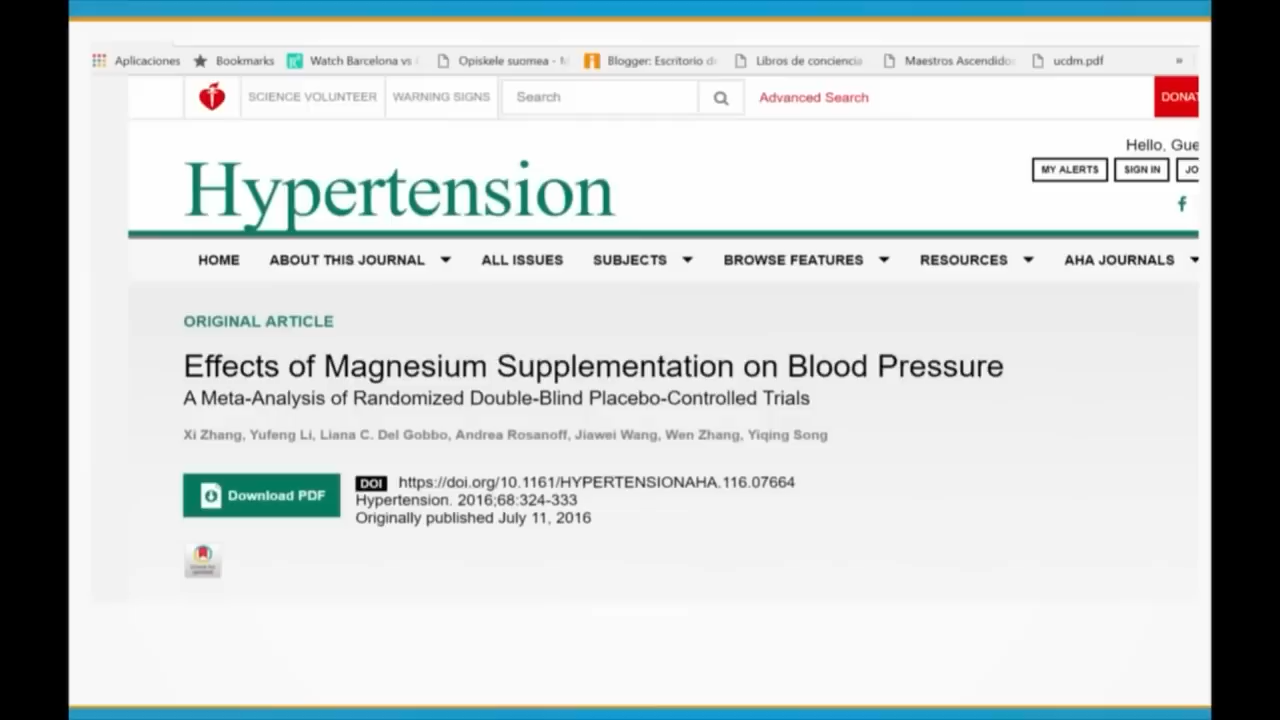 Aplicaciones Bookmarks Watch Barcelona vs Opiskele suomea - Blogger: Escritorio d Libros de conciencia Maestros Ascendido ucdm.pdf »
SCIENCE VOLUNTEER WARNING SIGNS Search Advanced Search DONAT
Hello, Gue
MY ALERTS SIGN IN JO
Hypertension
f
HOME ABOUT THIS JOURNAL ALL ISSUES SUBJECTS BROWSE FEATURES RESOURCES AHA JOURNALS
ORIGINAL ARTICLE
Effects of Magnesium Supplementation on Blood Pressure
A Meta-Analysis of Randomized Double-Blind Placebo-Controlled Trials
Xi Zhang, Yufeng Li, Liana C. Del Gobbo, Andrea Rosanoff, Jiawei Wang, Wen Zhang, Yiqing Song
Download PDF
DOI https://doi.org/10.1161/HYPERTENSIONAHA.116.07664
Hypertension. 2016;68:324-333
Originally published July 11, 2016